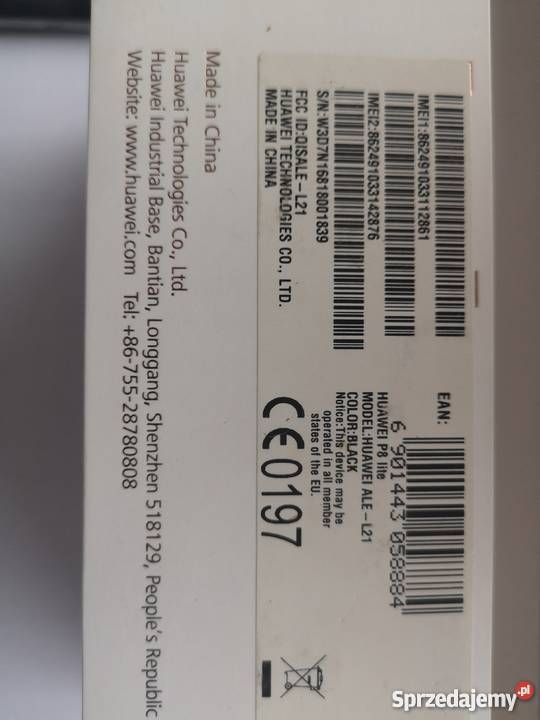 IMEI1:862491033112861
IMEI2:862491033142876
S/N:W3D7N16818001839
FCC ID:QISALE-L21
HUAWEI TECHNOLOGIES CO., LTD.
MADE IN CHINA
EAN:
6 901443 058884
HUAWEI P8 lite
MODEL:HUAWEI ALE-L21
COLOR:BLACK
Notice:This device may be
operated in all member
states of the EU.
CE0197
Made in China
Huawei Technologies Co., Ltd.
Huawei Industrial Base, Bantian, Longgang, Shenzhen 518129, People's Republic
Website: www.huawei.com Tel: +86-755-28780808
Sprzedajemy.pl